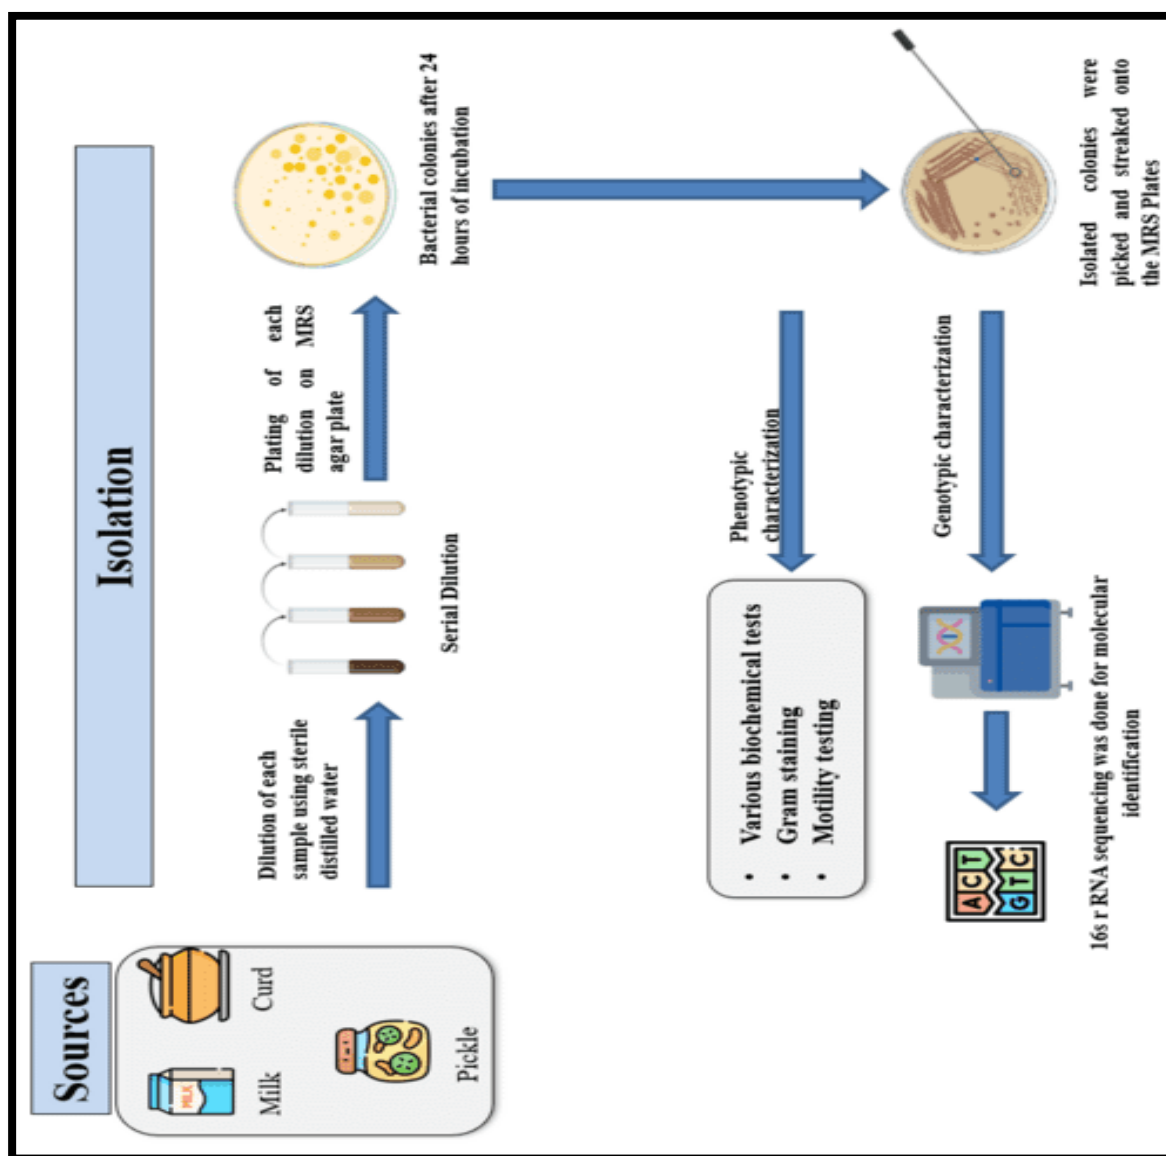 Sources
MILK
Milk
Curd
Pickle
Isolation
Dilution of each
sample using sterile
distilled water
Serial Dilution
Plating of each
dilution on MRS
agar plate
Bacterial colonies after 24
hours of incubation
Isolated colonies were
picked and streaked onto
the MRS Plates
Phenotypic
characterization
• Various biochemical tests
• Gram staining
• Motility testing
Genotypic characterization
A C T
G T C
16s r RNA sequencing was done for molecular
identification